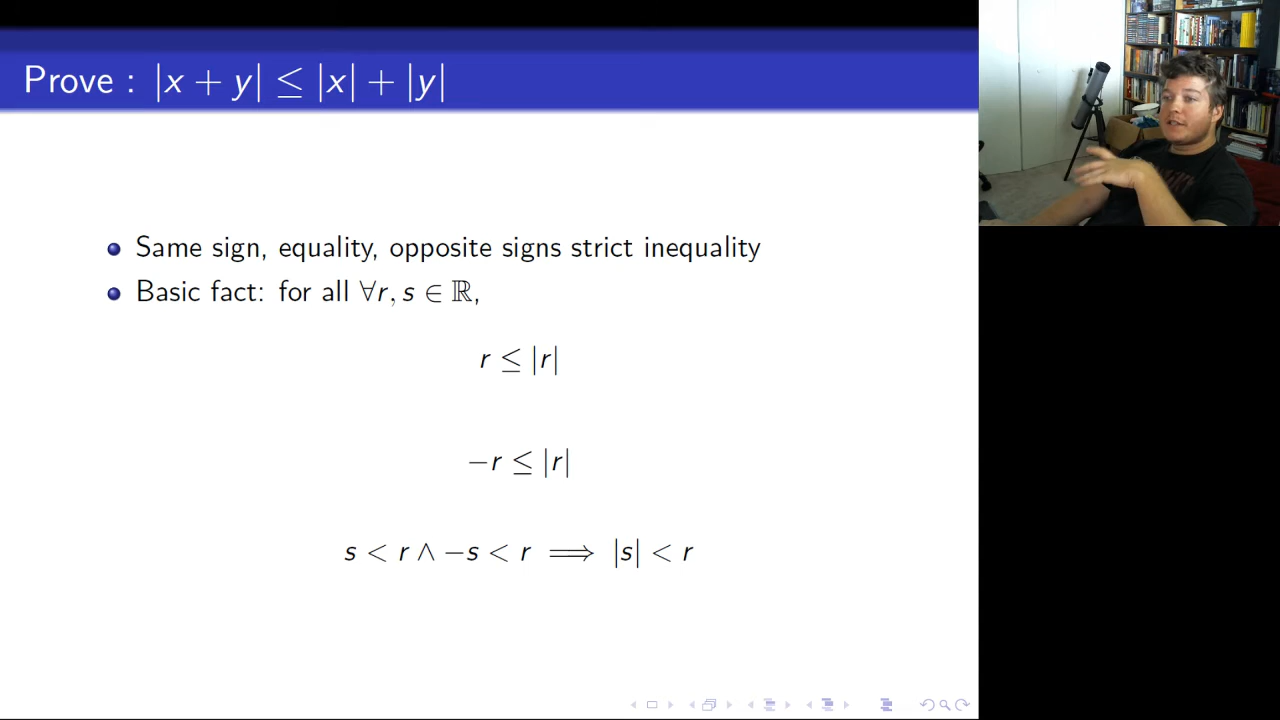 Prove : |x + y| ≤ |x| + |y|
Same sign, equality, opposite signs strict inequality
Basic fact: for all ∀r, s ∈ ℝ,
r ≤ |r|
−r ≤ |r|
s < r ∧ −s < r ⟹ |s| < r